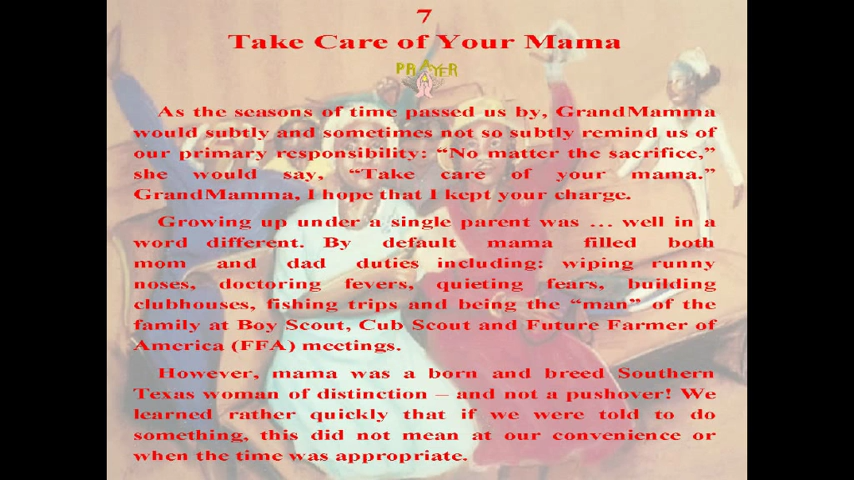 7
Take Care of Your Mama
PRAYER
As the seasons of time passed us by, GrandMamma
would subtly and sometimes not so subtly remind us of
our primary responsibility: “No matter the sacrifice,”
she would say, “Take care of your mama.”
GrandMamma, I hope that I kept your charge.
Growing up under a single parent was … well in a
word different. By default mama filled both
mom and dad duties including: wiping runny
noses, doctoring fevers, quieting fears, building
clubhouses, fishing trips and being the “man” of the
family at Boy Scout, Cub Scout and Future Farmer of
America (FFA) meetings.
However, mama was a born and breed Southern
Texas woman of distinction – and not a pushover! We
learned rather quickly that if we were told to do
something, this did not mean at our convenience or
when the time was appropriate.